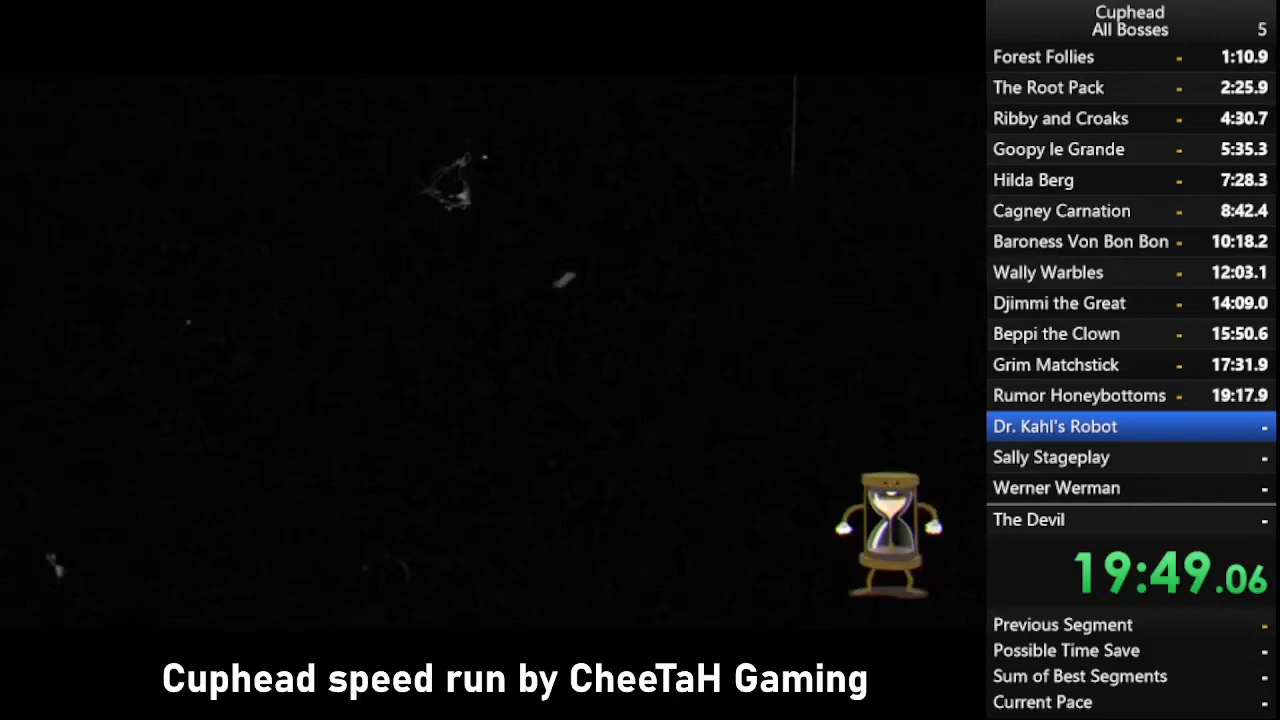 Cuphead
All Bosses 5
Forest Follies - 1:10.9
The Root Pack - 2:25.9
Ribby and Croaks - 4:30.7
Goopy le Grande - 5:35.3
Hilda Berg - 7:28.3
Cagney Carnation - 8:42.4
Baroness Von Bon Bon - 10:18.2
Wally Warbles - 12:03.1
Djimmi the Great - 14:09.0
Beppi the Clown - 15:50.6
Grim Matchstick - 17:31.9
Rumor Honeybottoms - 19:17.9
Dr. Kahl's Robot -
Sally Stageplay -
Werner Werman -
The Devil -
19:49.06
Previous Segment -
Possible Time Save -
Sum of Best Segments -
Current Pace -
Cuphead speed run by CheeTaH Gaming